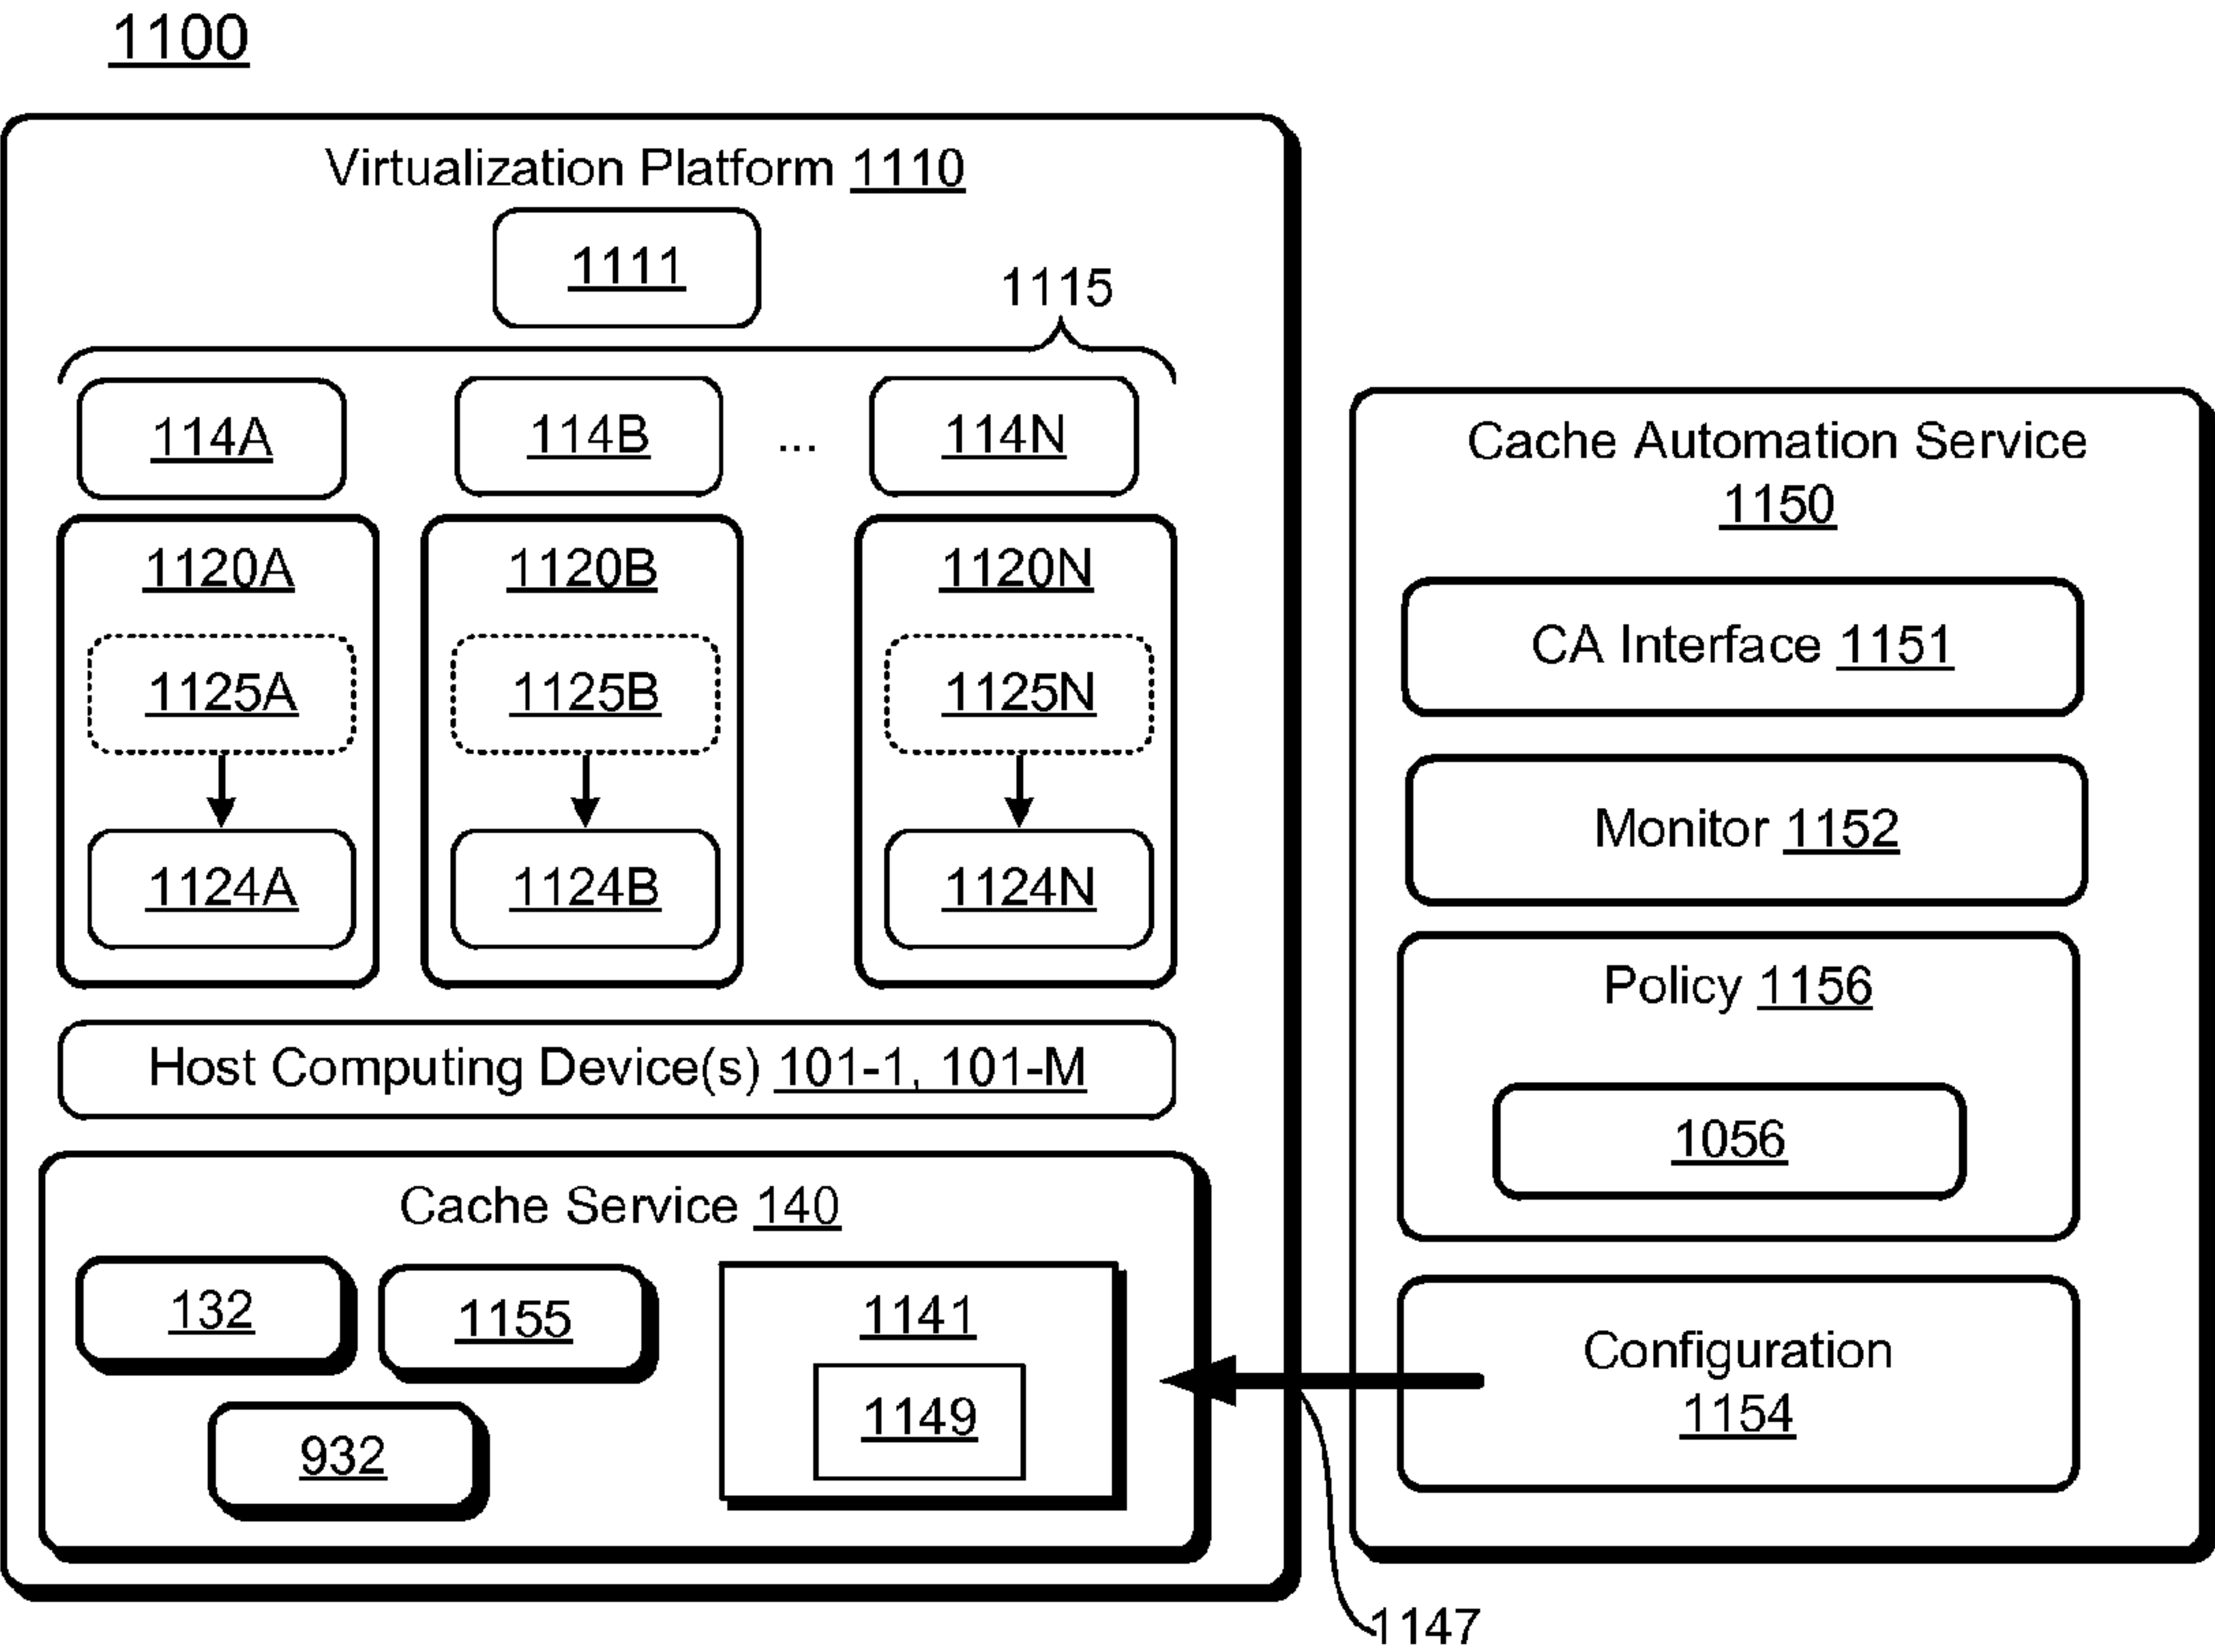 1100
Virtualization Platform 1110
1111
1115
114A
114B
...
114N
1120A
1120B
1120N
1125A
1125B
1125N
1124A
1124B
1124N
Host Computing Device(s) 101-1, 101-M
Cache Service 140
132
1155
932
1141
1149
Cache Automation Service
1150
CA Interface 1151
Monitor 1152
Policy 1156
1056
Configuration
1154
1147